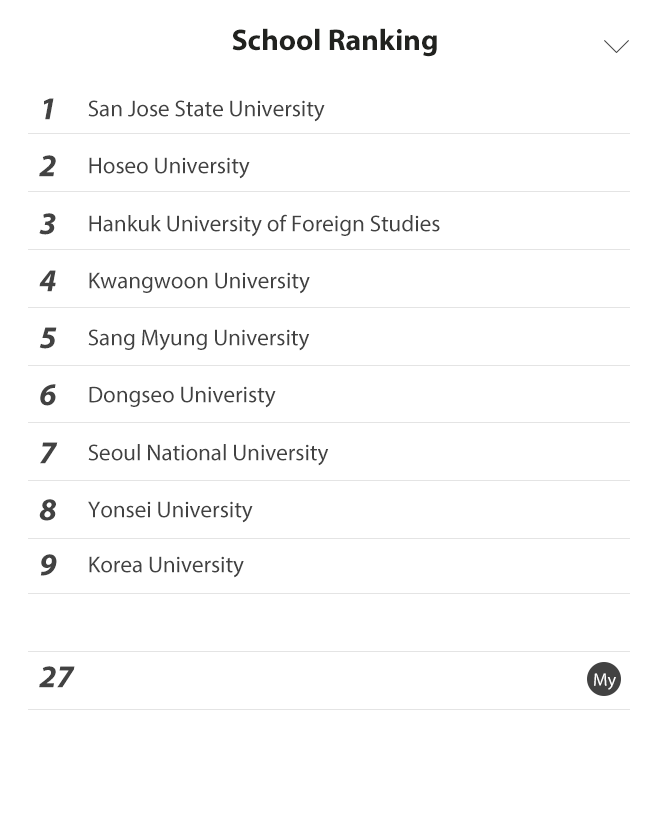 School Ranking
1 San Jose State University
2 Hoseo University
3 Hankuk University of Foreign Studies
4 Kwangwoon University
5 Sang Myung University
6 Dongseo Univeristy
7 Seoul National University
8 Yonsei University
9 Korea University
27 My